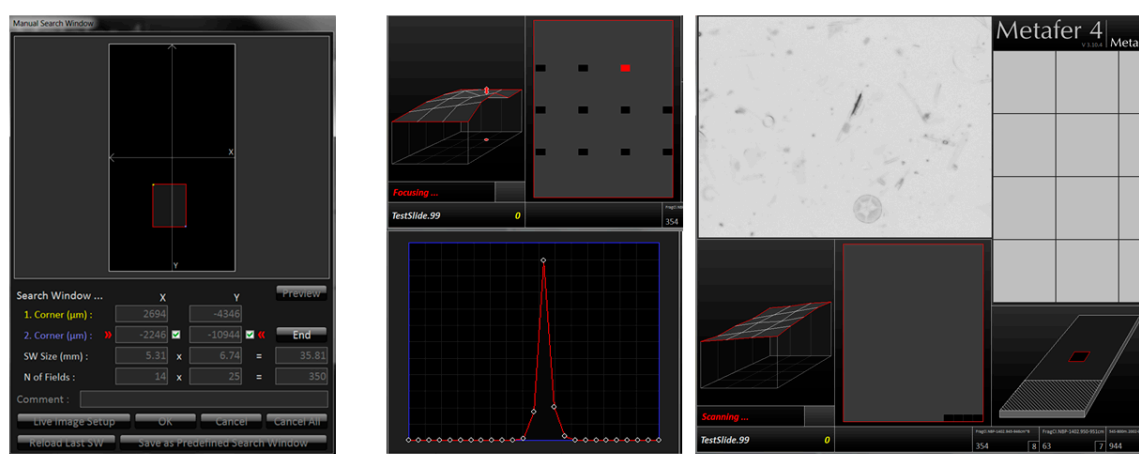 Manual Search Window
X
Y
Search Window ... X Y Preview
1. Corner (µm) : 2694 -4346
2. Corner (µm) : » -2246 -10944 « End
SW Size (mm) : 5.31 x 6.74 = 35.81
N of Fields : 14 x 25 = 350
Comment :
Live Image Setup OK Cancel Cancel All
Reload Last SW Save as Predefined Search Window
Focusing ...
TestSlide.99 0
354
Metafer 4
V 3.10.4
Meta
Scanning ...
TestSlide.99 0
354 8 63 7 944